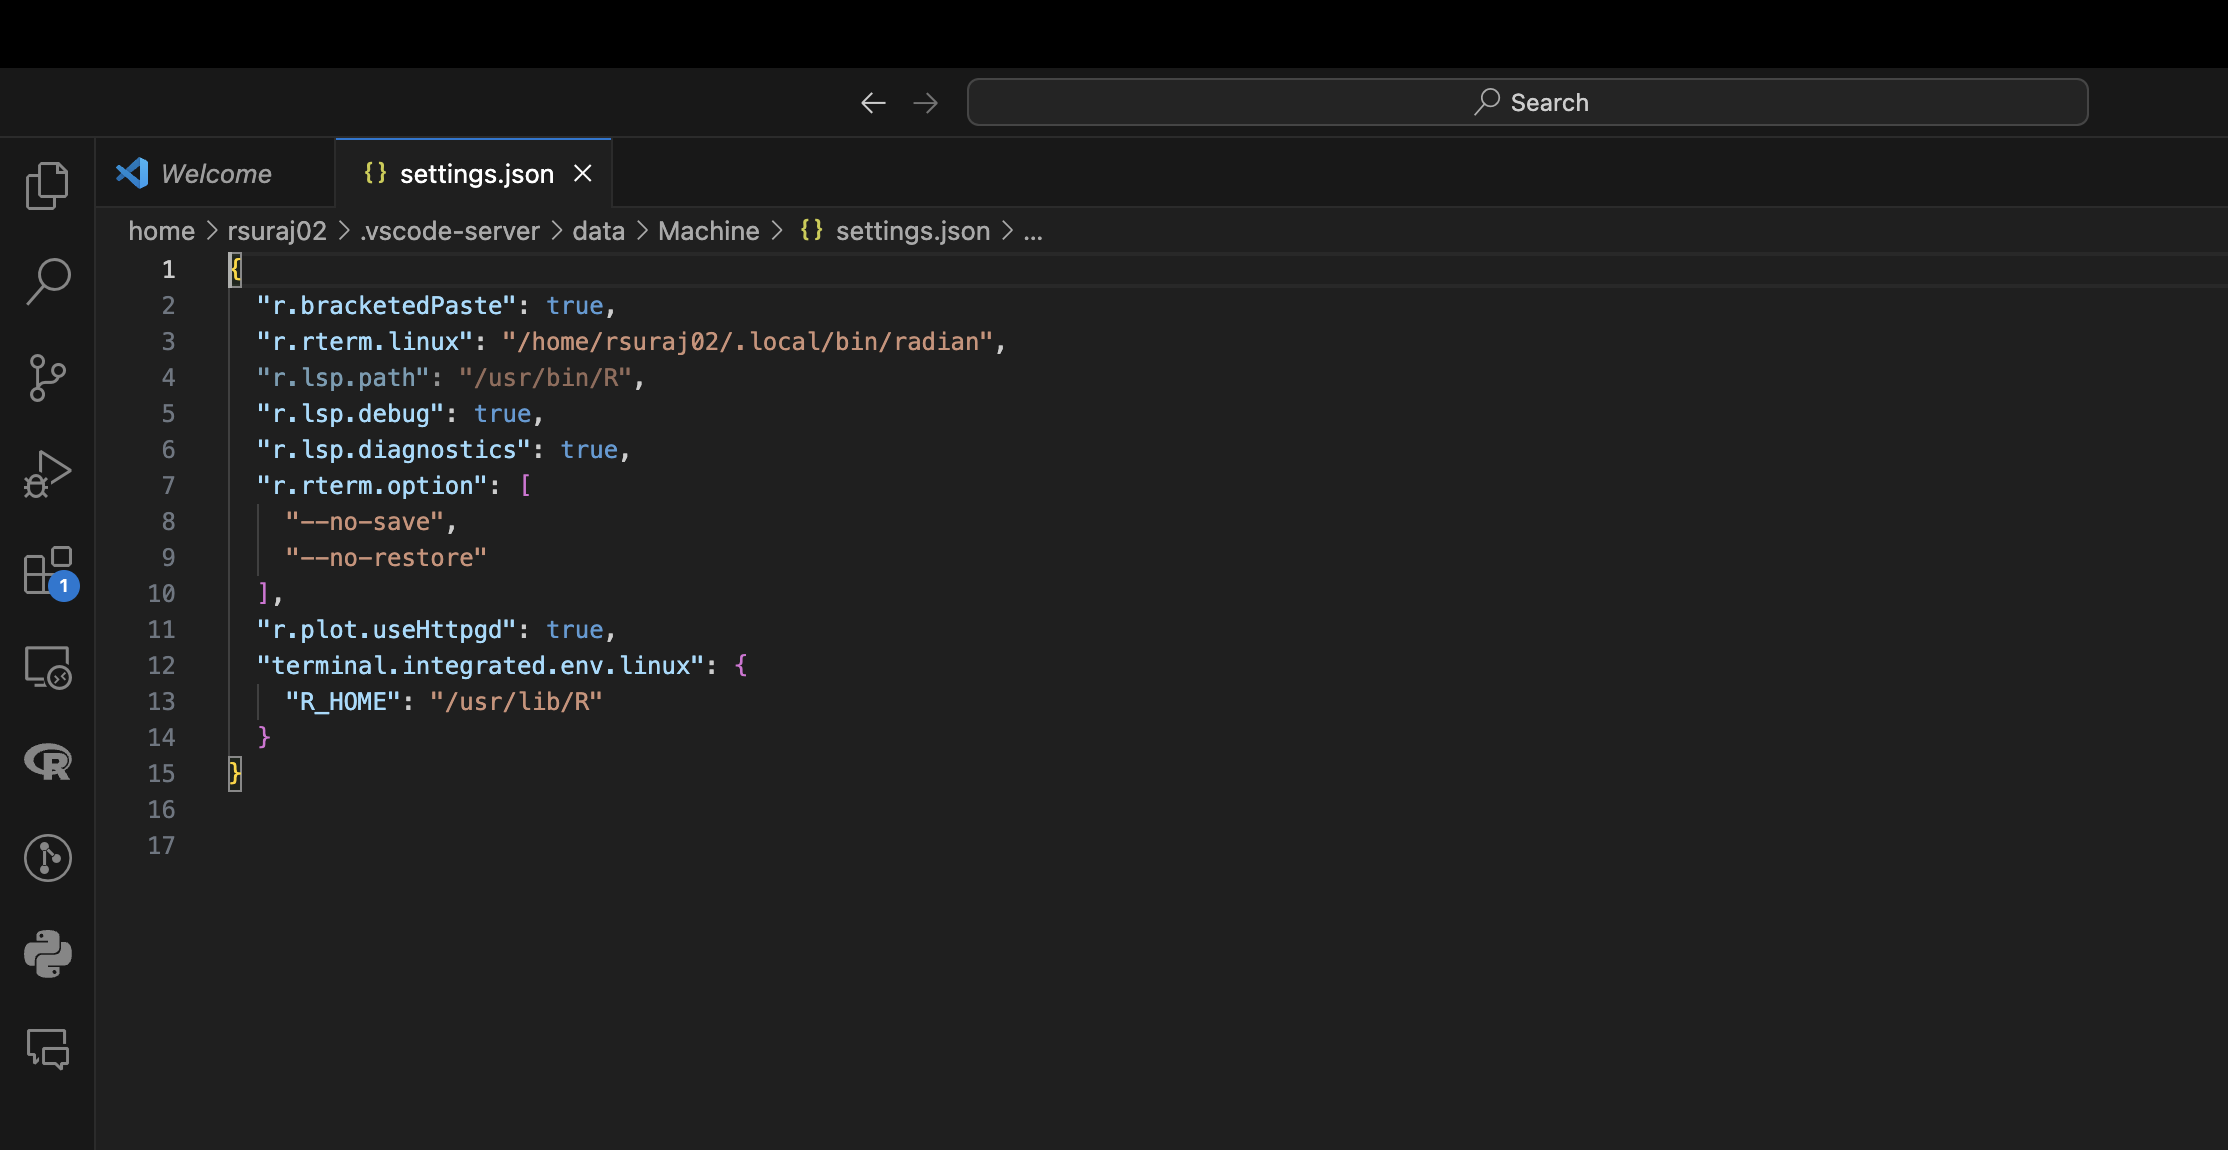 Search
Welcome
{} settings.json
home > rsuraj02 > .vscode-server > data > Machine > {} settings.json > ...
1 {
2 "r.bracketedPaste": true,
3 "r.rterm.linux": "/home/rsuraj02/.local/bin/radian",
4 "r.lsp.path": "/usr/bin/R",
5 "r.lsp.debug": true,
6 "r.lsp.diagnostics": true,
7 "r.rterm.option": [
8 "--no-save",
9 "--no-restore"
10 ],
11 "r.plot.useHttpgd": true,
12 "terminal.integrated.env.linux": {
13 "R_HOME": "/usr/lib/R"
14 }
15 }
16
17
1
R